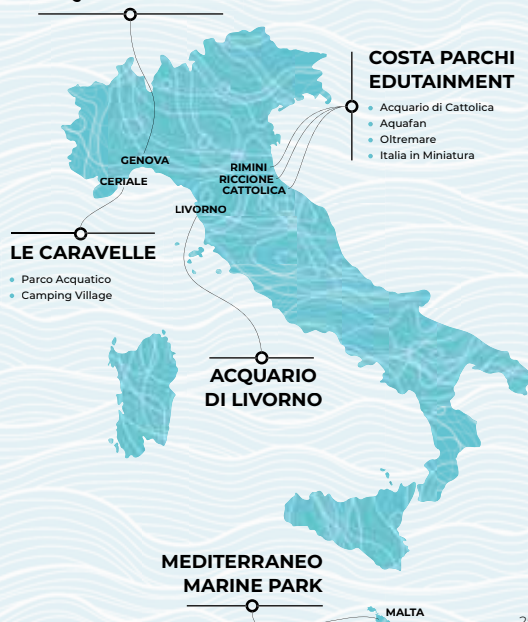 COSTA PARCHI
EDUTAINMENT
Acquario di Cattolica
Aquafan
Oltremare
Italia in Miniatura
GENOVA
CERIALE
RIMINI
RICCIONE
CATTOLICA
LIVORNO
LE CARAVELLE
Parco Acquatico
Camping Village
ACQUARIO
DI LIVORNO
MEDITERRANEO
MARINE PARK
MALTA